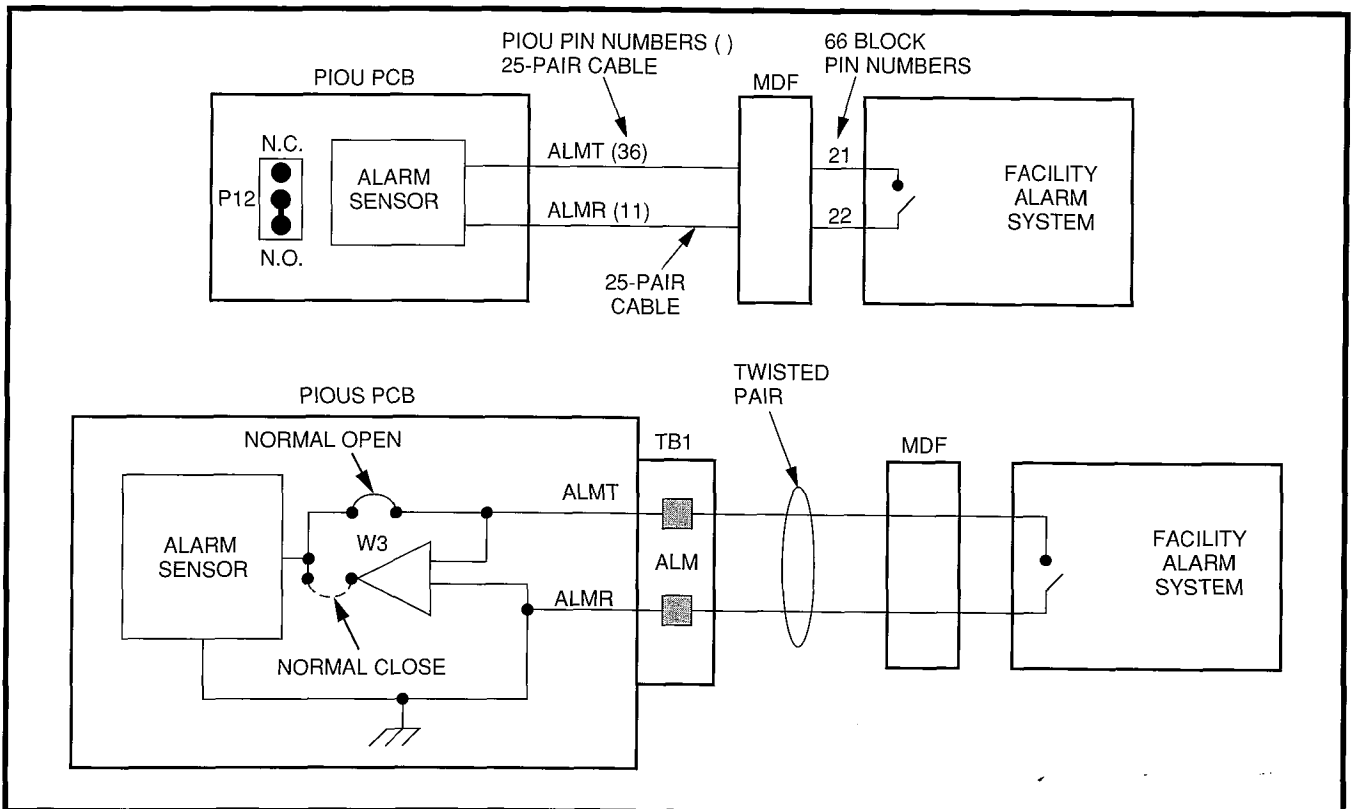 PIOU PIN NUMBERS ( )
25-PAIR CABLE
66 BLOCK
PIN NUMBERS
PIOU PCB
MDF
N.C.
P12
N.O.
ALARM
SENSOR
ALMT (36)
ALMR (11)
21
22
FACILITY
ALARM
SYSTEM
25-PAIR
CABLE
TWISTED
PAIR
PIOUS PCB
NORMAL OPEN
TB1
MDF
ALMT
W3
ALARM
SENSOR
ALM
ALMR
FACILITY
ALARM
SYSTEM
NORMAL CLOSE